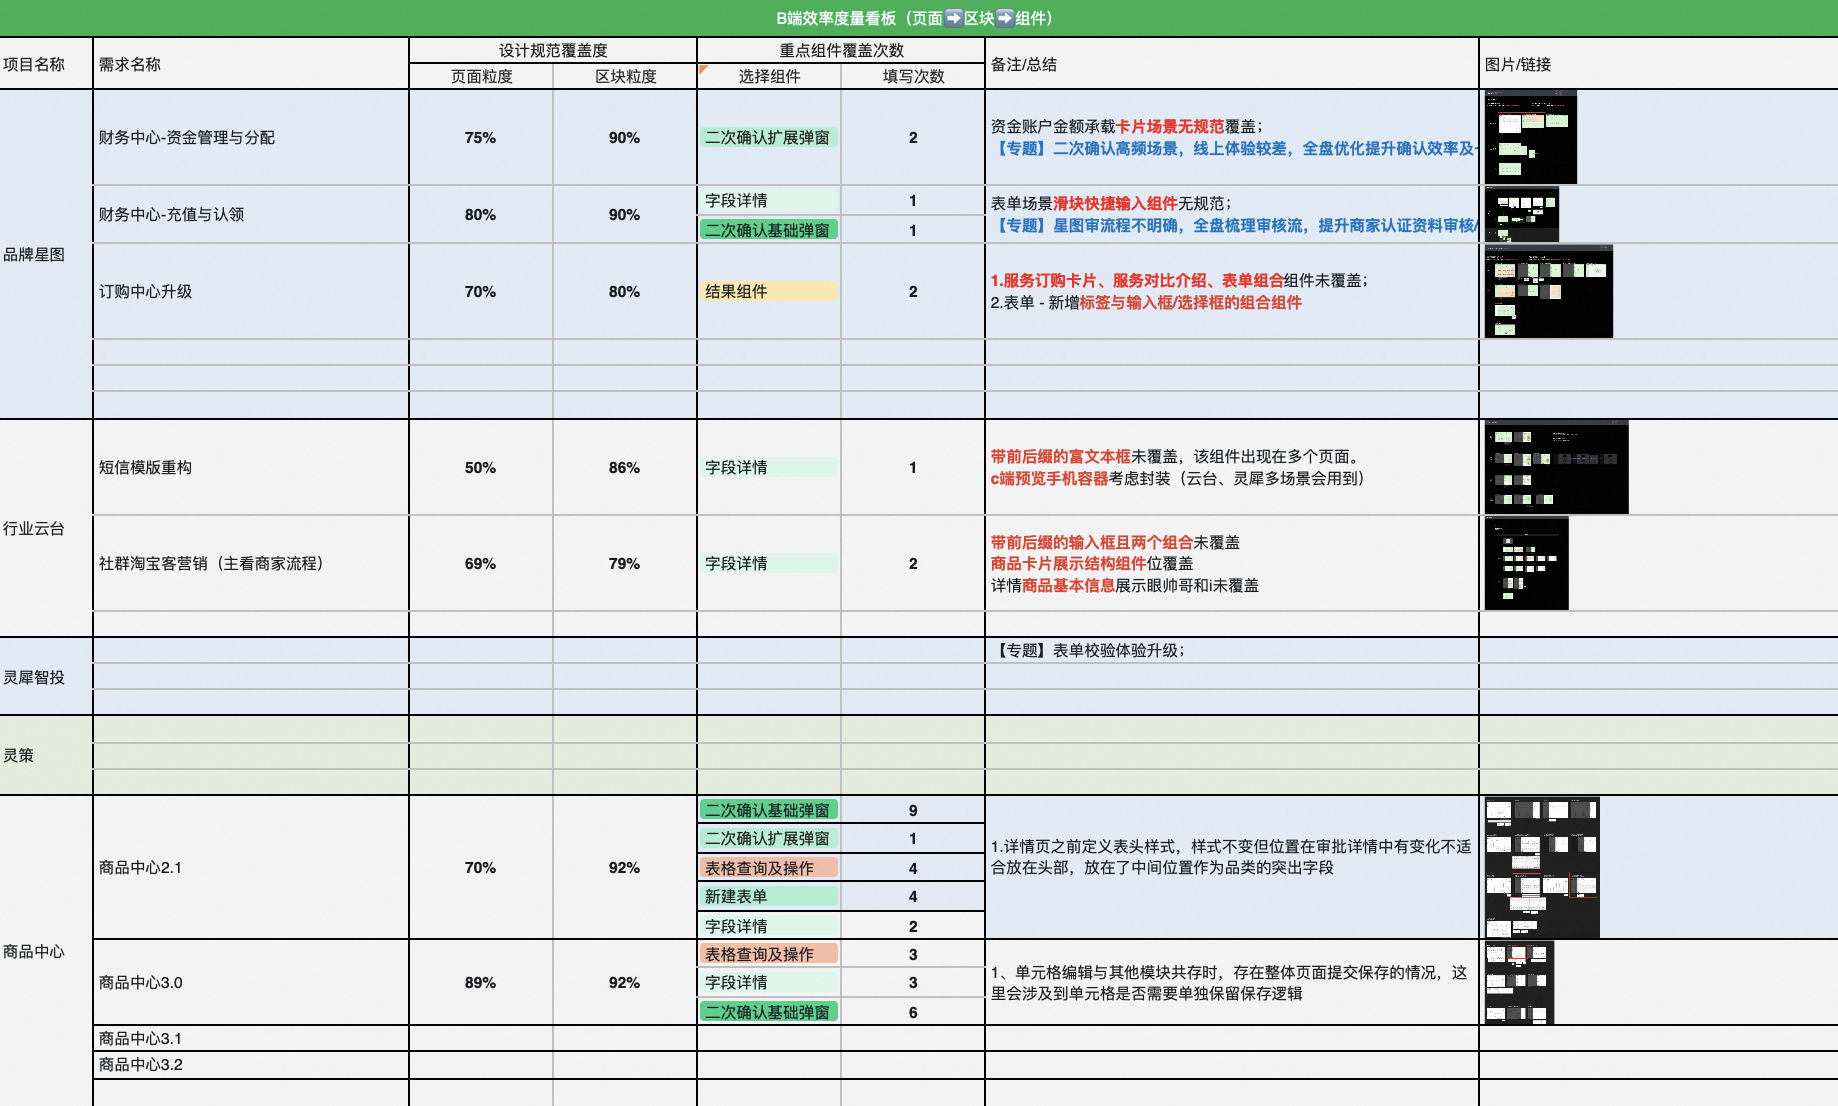 B端效率度量看板（页面➡️区块➡️组件）
项目名称
需求名称
设计规范覆盖度
重点组件覆盖次数
备注/总结
图片/链接
页面粒度
区块粒度
选择组件
填写次数
品牌星图
财务中心-资金管理与分配
75%
90%
二次确认扩展弹窗
2
资金账户金额承载卡片场景无规范覆盖；
【专题】二次确认高频场景，线上体验较差，全盘优化提升确认效率及
财务中心-充值与认领
80%
90%
字段详情
1
二次确认基础弹窗
1
表单场景滑块快捷输入组件无规范；
【专题】星图审流程不明确，全盘梳理审核流，提升商家认证资料审核/
订购中心升级
70%
80%
结果组件
2
1.服务订购卡片、服务对比介绍、表单组合组件未覆盖；
2.表单 - 新增标签与输入框/选择框的组合组件
行业云台
短信模版重构
50%
86%
字段详情
1
带前后缀的富文本框未覆盖，该组件出现在多个页面。
c端预览手机容器考虑封装（云台、灵犀多场景会用到）
社群淘宝客营销（主看商家流程）
69%
79%
字段详情
2
带前后缀的输入框且两个组合未覆盖
商品卡片展示结构组件位覆盖
详情商品基本信息展示眼帅哥和i未覆盖
灵犀智投
【专题】表单校验体验升级；
灵策
商品中心
商品中心2.1
70%
92%
二次确认基础弹窗
9
二次确认扩展弹窗
1
表格查询及操作
4
新建表单
4
字段详情
2
1.详情页之前定义表头样式，样式不变但位置在审批详情中有变化不适
合放在头部，放在了中间位置作为品类的突出字段
商品中心3.0
89%
92%
表格查询及操作
3
字段详情
3
二次确认基础弹窗
6
1、单元格编辑与其他模块共存时，存在整体页面提交保存的情况，这
里会涉及到单元格是否需要单独保留保存逻辑
商品中心3.1
商品中心3.2